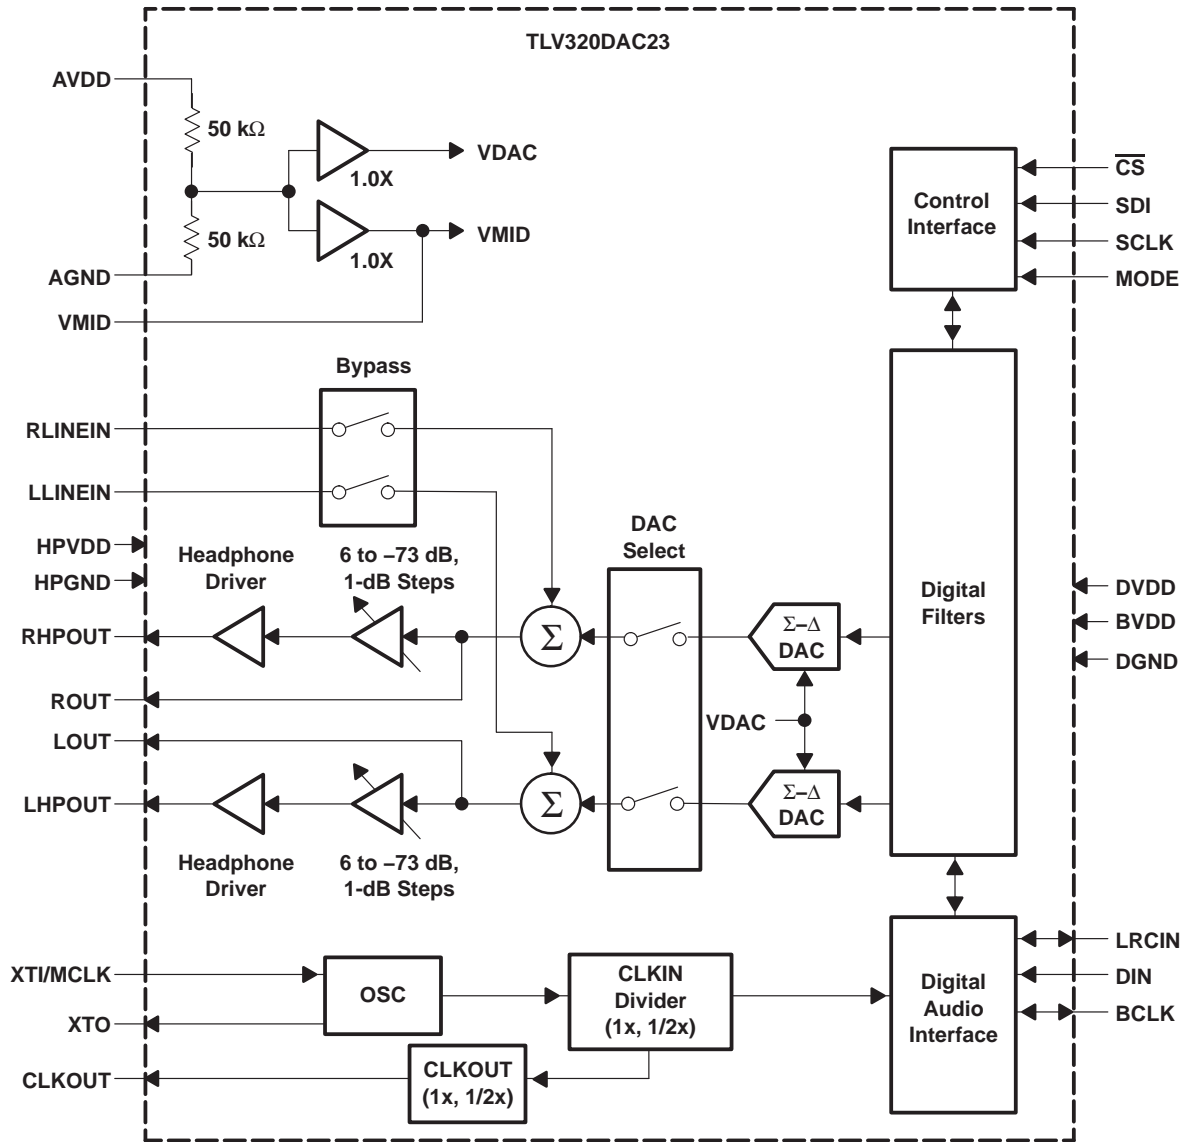 TLV320DAC23
AVDD
50 kΩ
VDAC
1.0X
50 kΩ
VMID
1.0X
AGND
VMID
CS
Control
Interface
SDI
SCLK
MODE
Bypass
RLINEIN
LLINEIN
HPVDD
HPGND
Headphone
Driver
6 to –73 dB,
1-dB Steps
DAC
Select
RHPOUT
Σ
Σ–Δ
DAC
Digital
Filters
DVDD
BVDD
DGND
ROUT
VDAC
LOUT
LHPOUT
Σ
Σ–Δ
DAC
Headphone
Driver
6 to –73 dB,
1-dB Steps
XTI/MCLK
OSC
CLKIN
Divider
(1x, 1/2x)
Digital
Audio
Interface
LRCIN
DIN
BCLK
XTO
CLKOUT
CLKOUT
(1x, 1/2x)